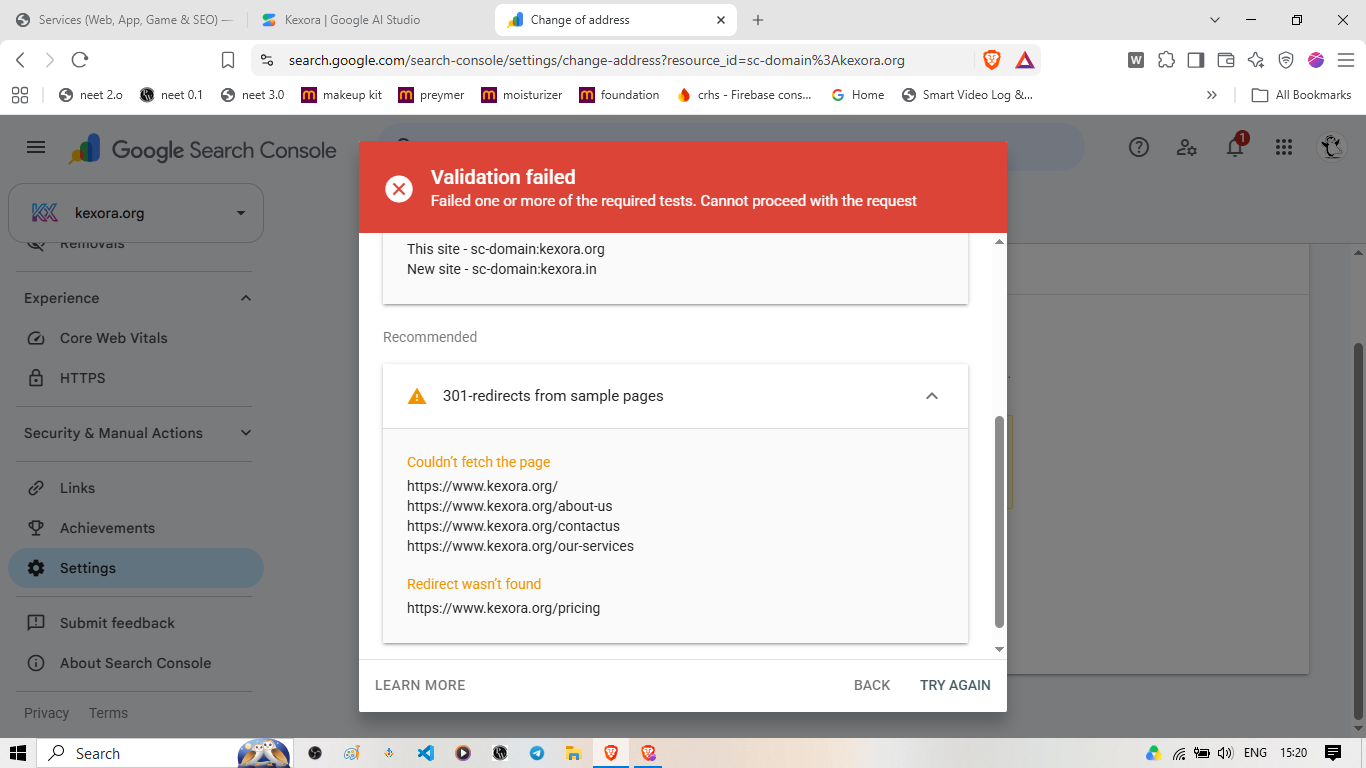 Services (Web, App, Game & SEO) —
Kexora | Google AI Studio
Change of address
search.google.com/search-console/settings/change-address?resource_id=sc-domain%3Akexora.org
W
neet 2.o
neet 0.1
neet 3.0
makeup kit
preymer
moisturizer
foundation
crhs - Firebase cons...
Home
Smart Video Log &...
»
All Bookmarks
Google Search Console
1
KX
kexora.org
Removals
Experience
Core Web Vitals
HTTPS
Security & Manual Actions
Links
Achievements
Settings
Submit feedback
About Search Console
Privacy
Terms
Validation failed
Failed one or more of the required tests. Cannot proceed with the request
This site - sc-domain:kexora.org
New site - sc-domain:kexora.in
Recommended
301-redirects from sample pages
Couldn't fetch the page
https://www.kexora.org/
https://www.kexora.org/about-us
https://www.kexora.org/contactus
https://www.kexora.org/our-services
Redirect wasn't found
https://www.kexora.org/pricing
LEARN MORE
BACK
TRY AGAIN
Search
ENG
15:20